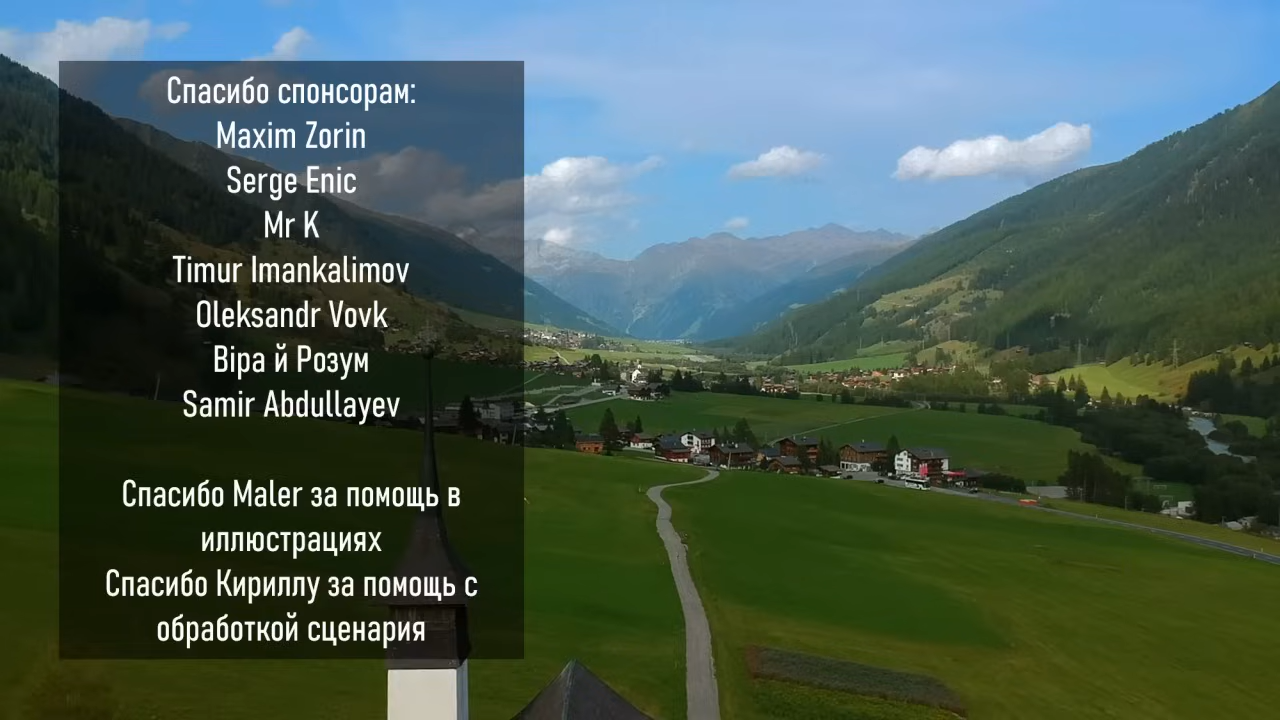 Спасибо спонсорам:
Maxim Zorin
Serge Enic
Mr K
Timur Imankalimov
Oleksandr Vovk
Віра й Розум
Samir Abdullayev
Спасибо Maler за помощь в
иллюстрациях
Спасибо Кириллу за помощь с
обработкой сценария